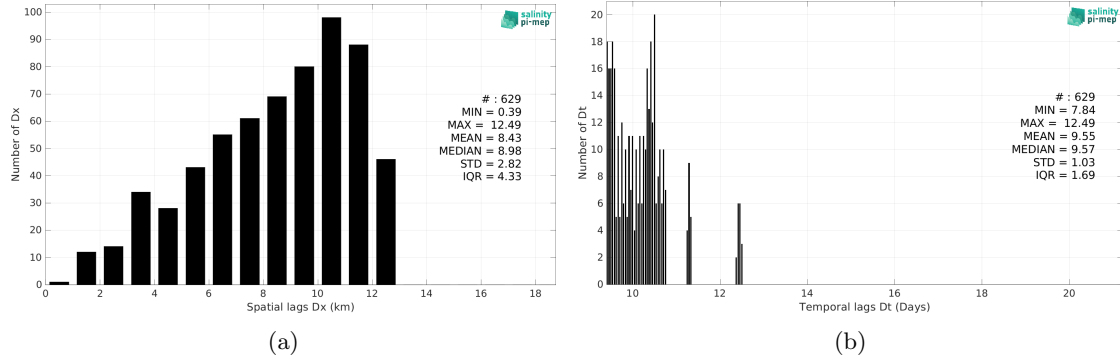 salinity
pi-mep
100
90
80
70
60
50
40
30
20
10
0
Number of Dx
# : 629
MIN = 0.39
MAX = 12.49
MEAN = 8.43
MEDIAN = 8.98
STD = 2.82
IQR = 4.33
0 2 4 6 8 10 12 14 16 18
Spatial lags Dx (km)
(a)
salinity
pi-mep
20
18
16
14
12
10
8
6
4
2
0
Number of Dt
# : 629
MIN = 7.84
MAX = 12.49
MEAN = 9.55
MEDIAN = 9.57
STD = 1.03
IQR = 1.69
10 12 14 16 18 20
Temporal lags Dt (Days)
(b)